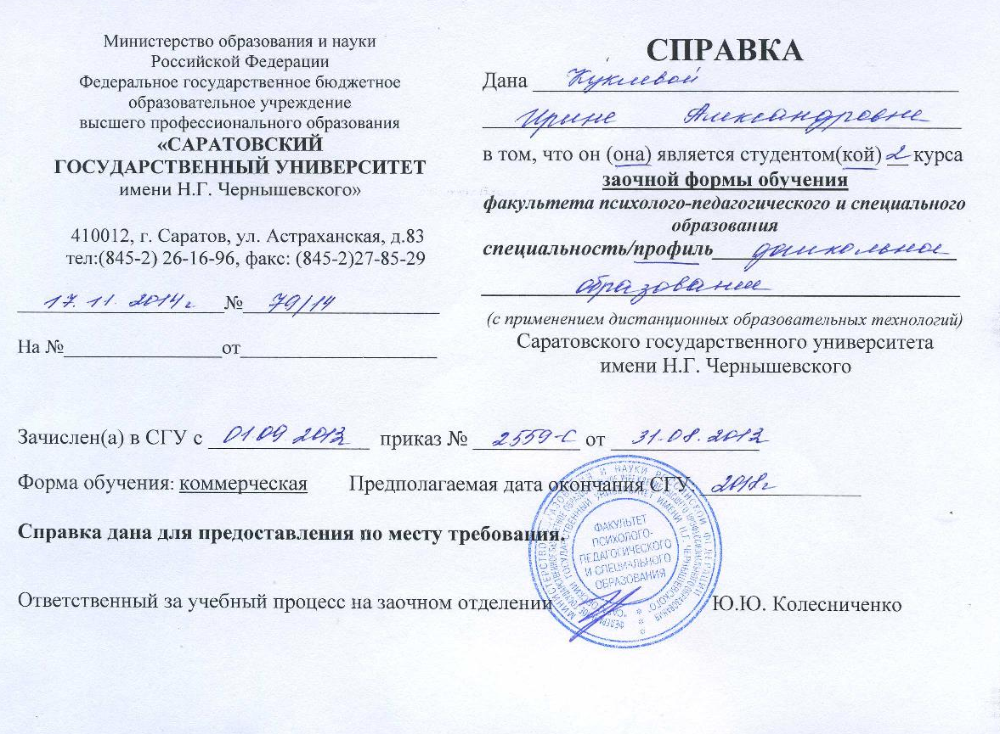 Министерство образования и науки
Российской Федерации
Федеральное государственное бюджетное
образовательное учреждение
высшего профессионального образования
«САРАТОВСКИЙ
ГОСУДАРСТВЕННЫЙ УНИВЕРСИТЕТ
имени Н.Г. Чернышевского»
410012, г. Саратов, ул. Астраханская, д.83
тел:(845-2) 26-16-96, факс: (845-2)27-85-29
17.11.2014г. № 79/14
На № от
СПРАВКА
Дана Куклевой
Ирине Александровне
в том, что он (она) является студентом(кой) 2 курса
заочной формы обучения
факультета психолого-педагогического и специального
образования
специальность/профиль дошкольное
образование
(с применением дистанционных образовательных технологий)
Саратовского государственного университета
имени Н.Г. Чернышевского
Зачислен(а) в СГУ с 01 09 2013 приказ № 2559-С от 31.08.2013
Форма обучения: коммерческая Предполагаемая дата окончания СГУ: 2018г
Справка дана для предоставления по месту требования.
ФАКУЛЬТЕТ
ПСИХОЛОГО-
ПЕДАГОГИЧЕСКОГО
И СПЕЦИАЛЬНОГО
ОБРАЗОВАНИЯ
Ответственный за учебный процесс на заочном отделении Ю.Ю. Колесниченко